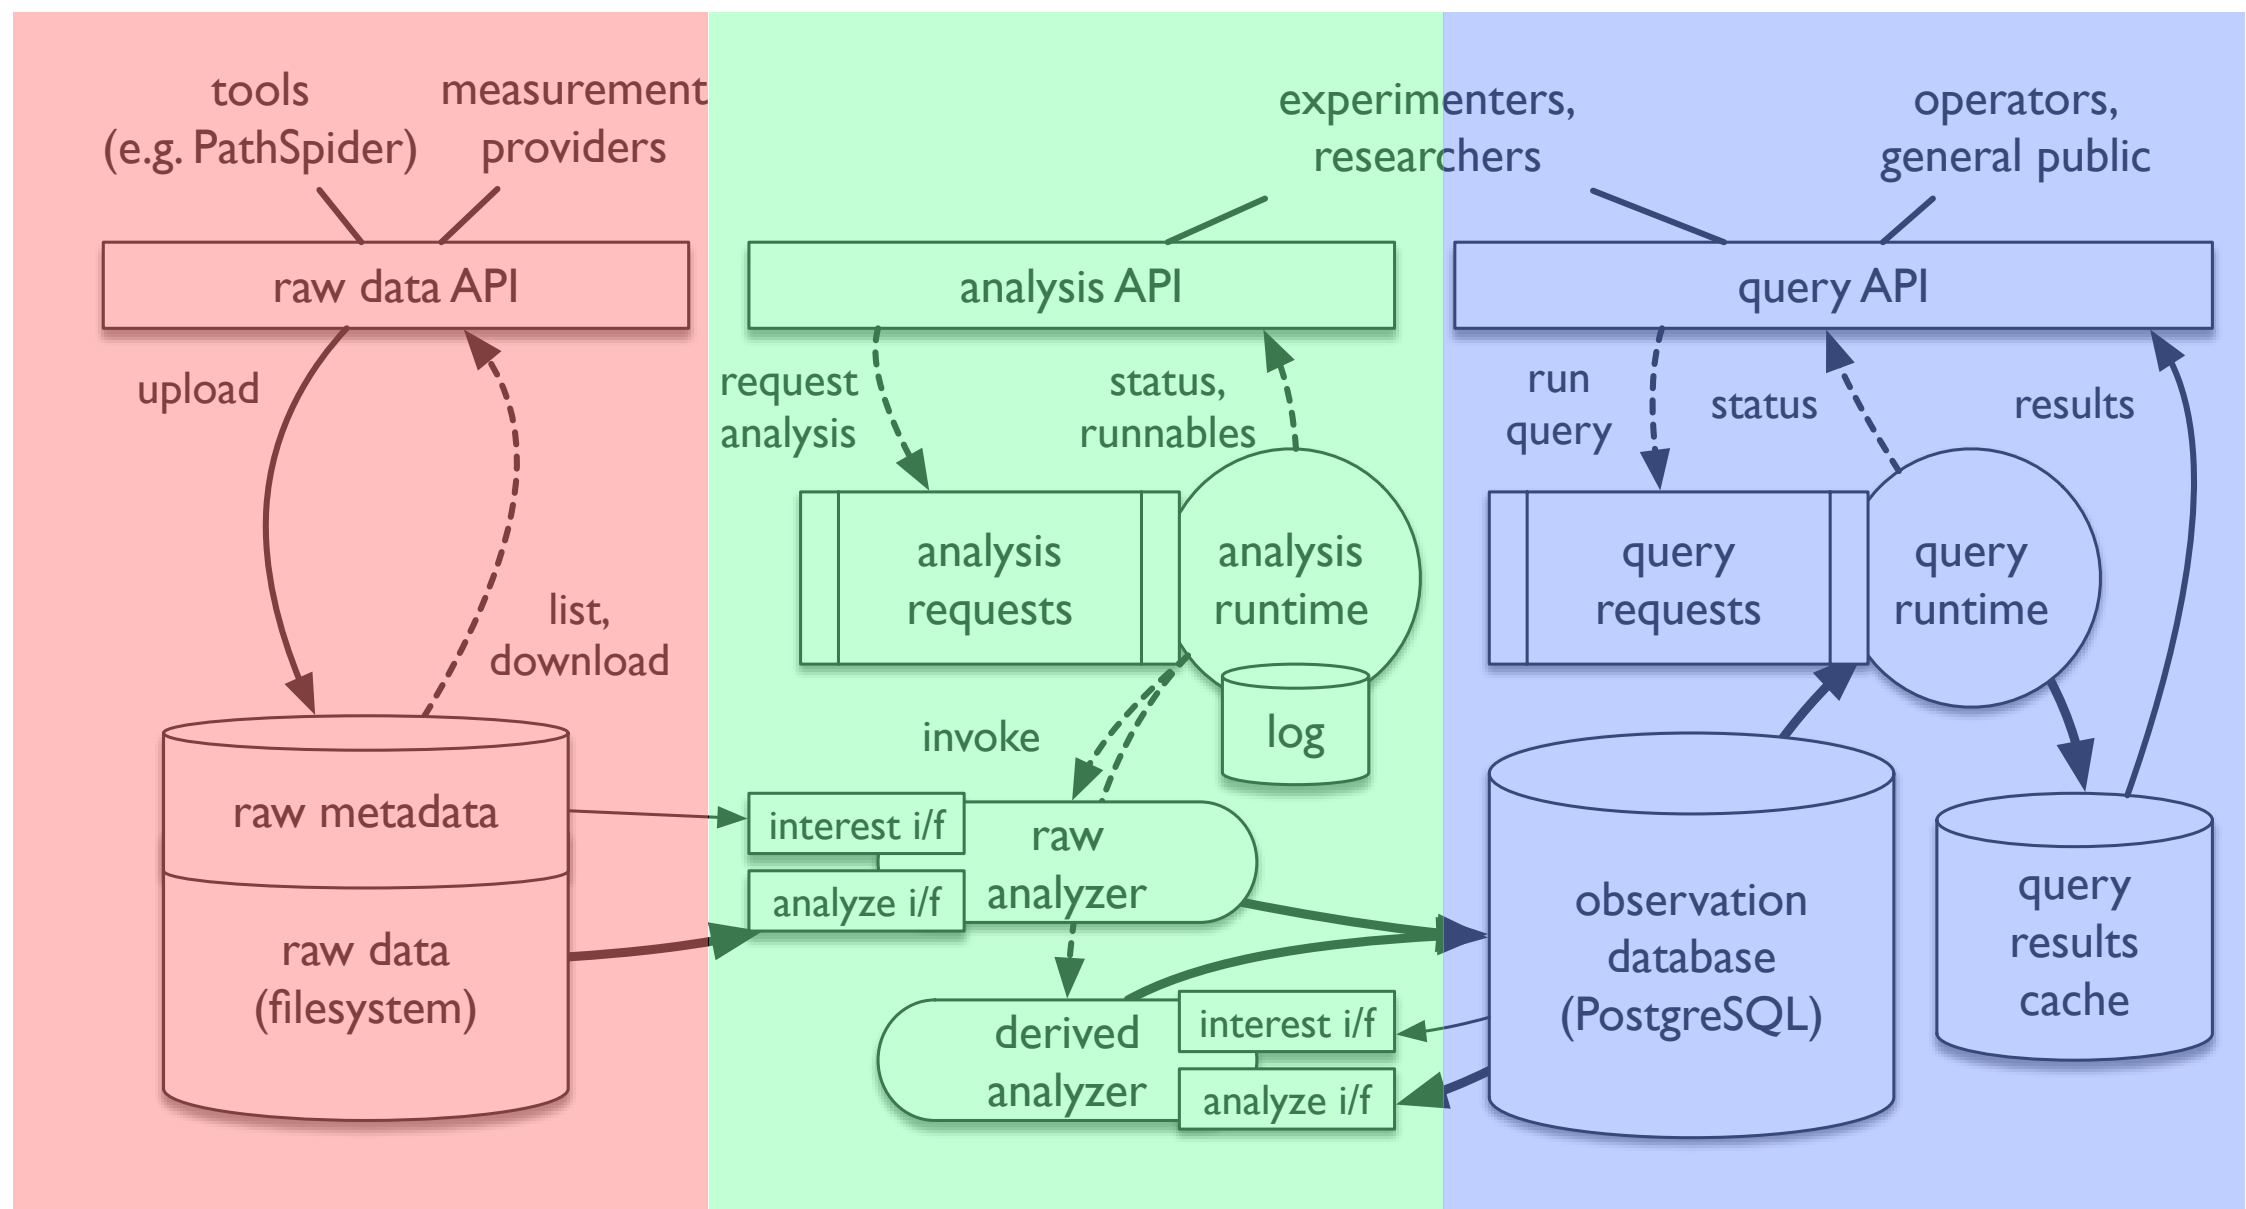 tools
(e.g. PathSpider)
measurement
providers
experimenters,
researchers
operators,
general public
raw data API
analysis API
query API
upload
list,
download
request
analysis
status,
runnables
run
query
status
results
analysis
requests
analysis
runtime
log
query
requests
query
runtime
invoke
raw metadata
raw data
(filesystem)
interest i/f
analyze i/f
raw
analyzer
derived
analyzer
interest i/f
analyze i/f
observation
database
(PostgreSQL)
query
results
cache